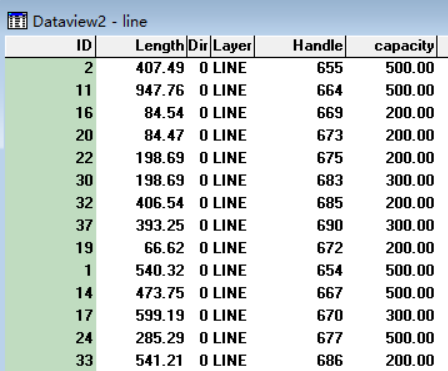 Dataview2 - line
ID Length Dir Layer Handle capacity
2 407.49 0 LINE 655 500.00
11 947.76 0 LINE 664 500.00
16 84.54 0 LINE 669 200.00
20 84.47 0 LINE 673 200.00
22 198.69 0 LINE 675 200.00
30 198.69 0 LINE 683 300.00
32 406.54 0 LINE 685 200.00
37 393.25 0 LINE 690 300.00
19 66.62 0 LINE 672 200.00
1 540.32 0 LINE 654 500.00
14 473.75 0 LINE 667 500.00
17 599.19 0 LINE 670 300.00
24 285.29 0 LINE 677 500.00
33 541.21 0 LINE 686 200.00